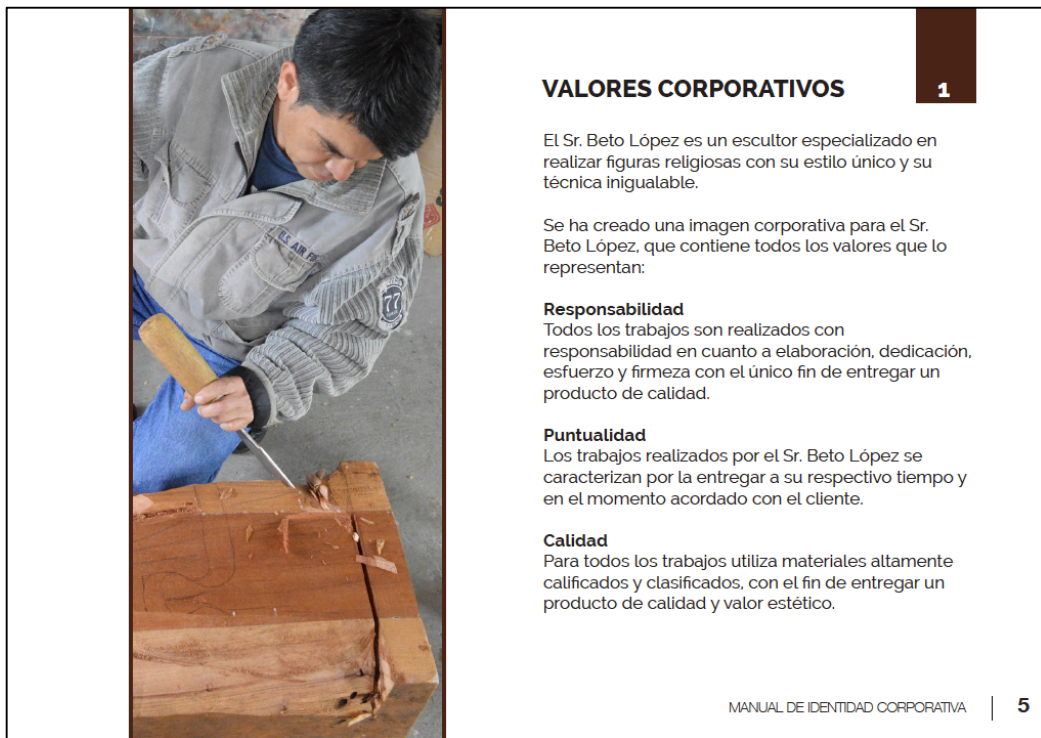 VALORES CORPORATIVOS
1
El Sr. Beto López es un escultor especializado en
realizar figuras religiosas con su estilo único y su
técnica inigualable.
Se ha creado una imagen corporativa para el Sr.
Beto López, que contiene todos los valores que lo
representan:
Responsabilidad
Todos los trabajos son realizados con
responsabilidad en cuanto a elaboración, dedicación,
esfuerzo y firmeza con el único fin de entregar un
producto de calidad.
Puntualidad
Los trabajos realizados por el Sr. Beto López se
caracterizan por la entregar a su respectivo tiempo y
en el momento acordado con el cliente.
Calidad
Para todos los trabajos utiliza materiales altamente
calificados y clasificados, con el fin de entregar un
producto de calidad y valor estético.
U.S. AIR
77
MANUAL DE IDENTIDAD CORPORATIVA
5